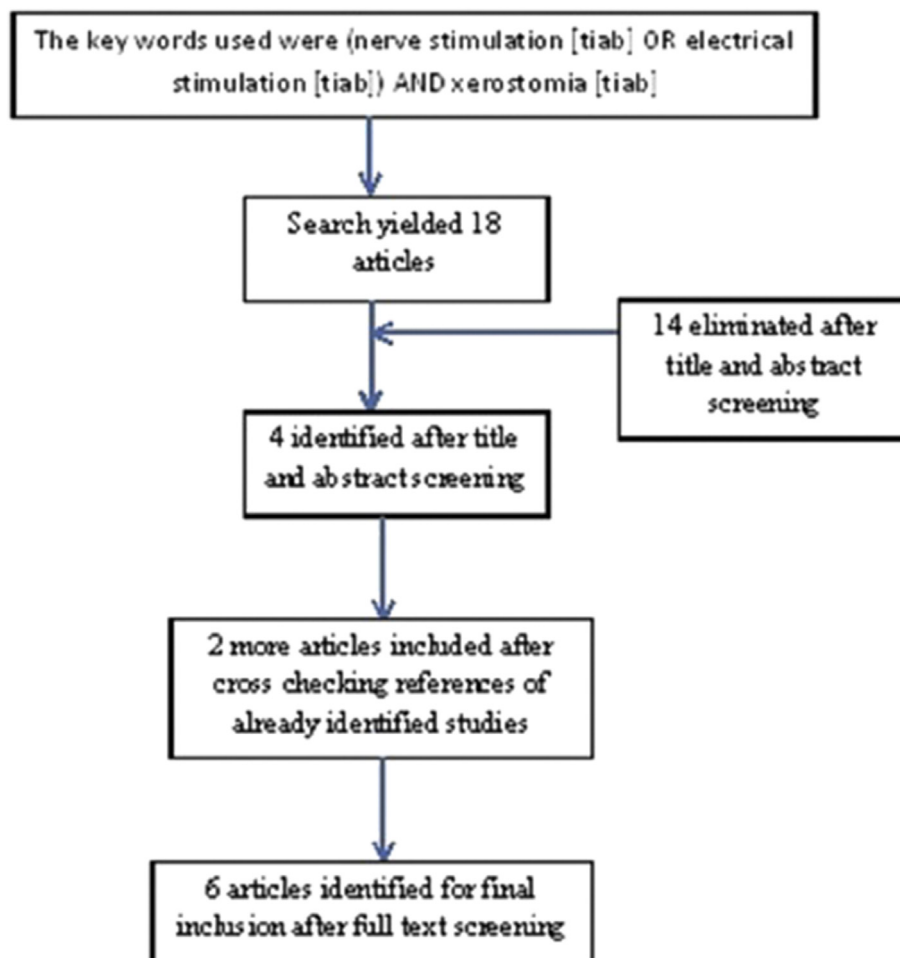 The key words used were (nerve stimulation [tiab] OR electrical
stimulation [tiab]) AND xerostomia [tiab]
Search yielded 18
articles
14 eliminated after
title and abstract
screening
4 identified after title
and abstract screening
2 more articles included after
cross checking references of
already identified studies
6 articles identified for final
inclusion after full text screening